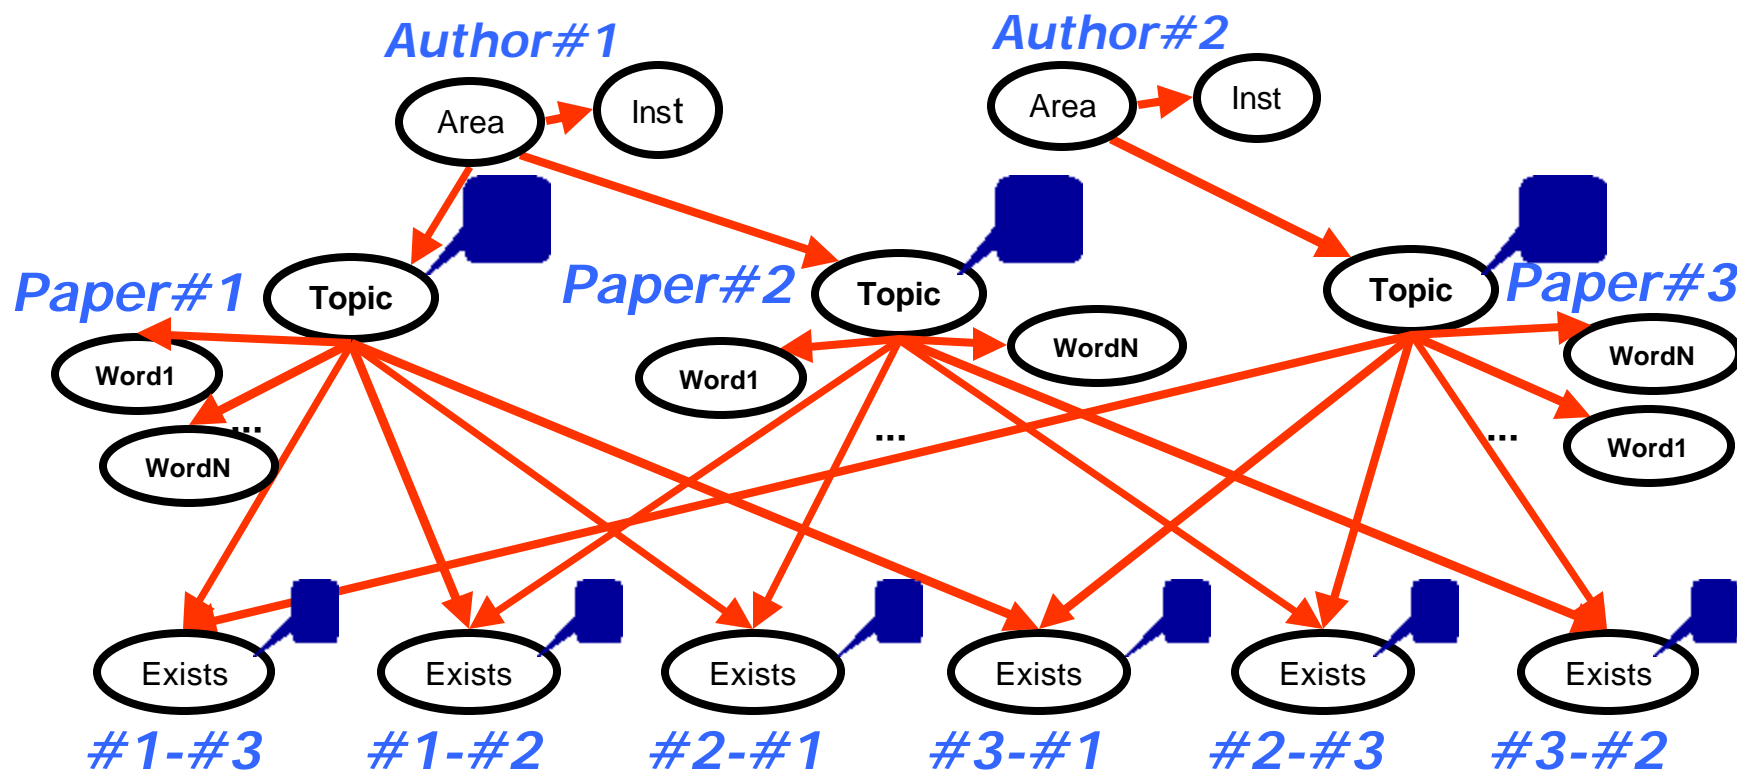 Author#1
Author#2
Area
Inst
Area
Inst
Paper#1
Topic
Paper#2
Topic
Topic
Paper#3
Word1
...
WordN
Word1
...
WordN
WordN
...
Word1
Exists
Exists
Exists
Exists
Exists
Exists
#1-#3
#1-#2
#2-#1
#3-#1
#2-#3
#3-#2